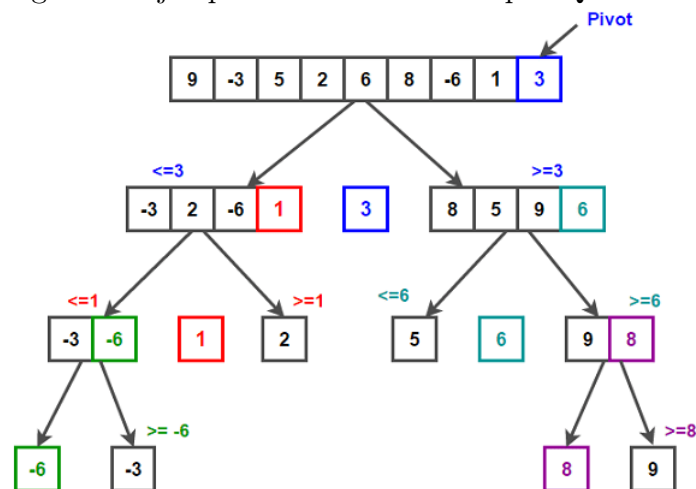 Pivot
9 -3 5 2 6 8 -6 1 3
<=3 >=3
-3 2 -6 1 3 8 5 9 6
<=1 >=1 <=6 >=6
-3 -6 1 2 5 6 9 8
>= -6 >=8
-6 -3 8 9